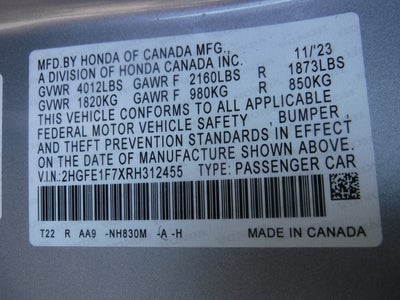 MFD.BY HONDA OF CANADA MFG., 11/'23
A DIVISION OF HONDA CANADA INC.
GVWR 4012LBS GAWR F 2160LBS R 1873LBS
GVWR 1820KG GAWR F 980KG R 850KG
THIS VEHICLE CONFORMS TO ALL APPLICABLE
FEDERAL MOTOR VEHICLE SAFETY, BUMPER,
AND THEFT PREVENTION STANDARDS IN EFFECT
ON THE DATE OF MANUFACTURE SHOWN ABOVE.
V.I.N:2HGFE1F7XRH312455 TYPE: PASSENGER CAR
T22 R AA9 -NH830M -A -H MADE IN CANADA